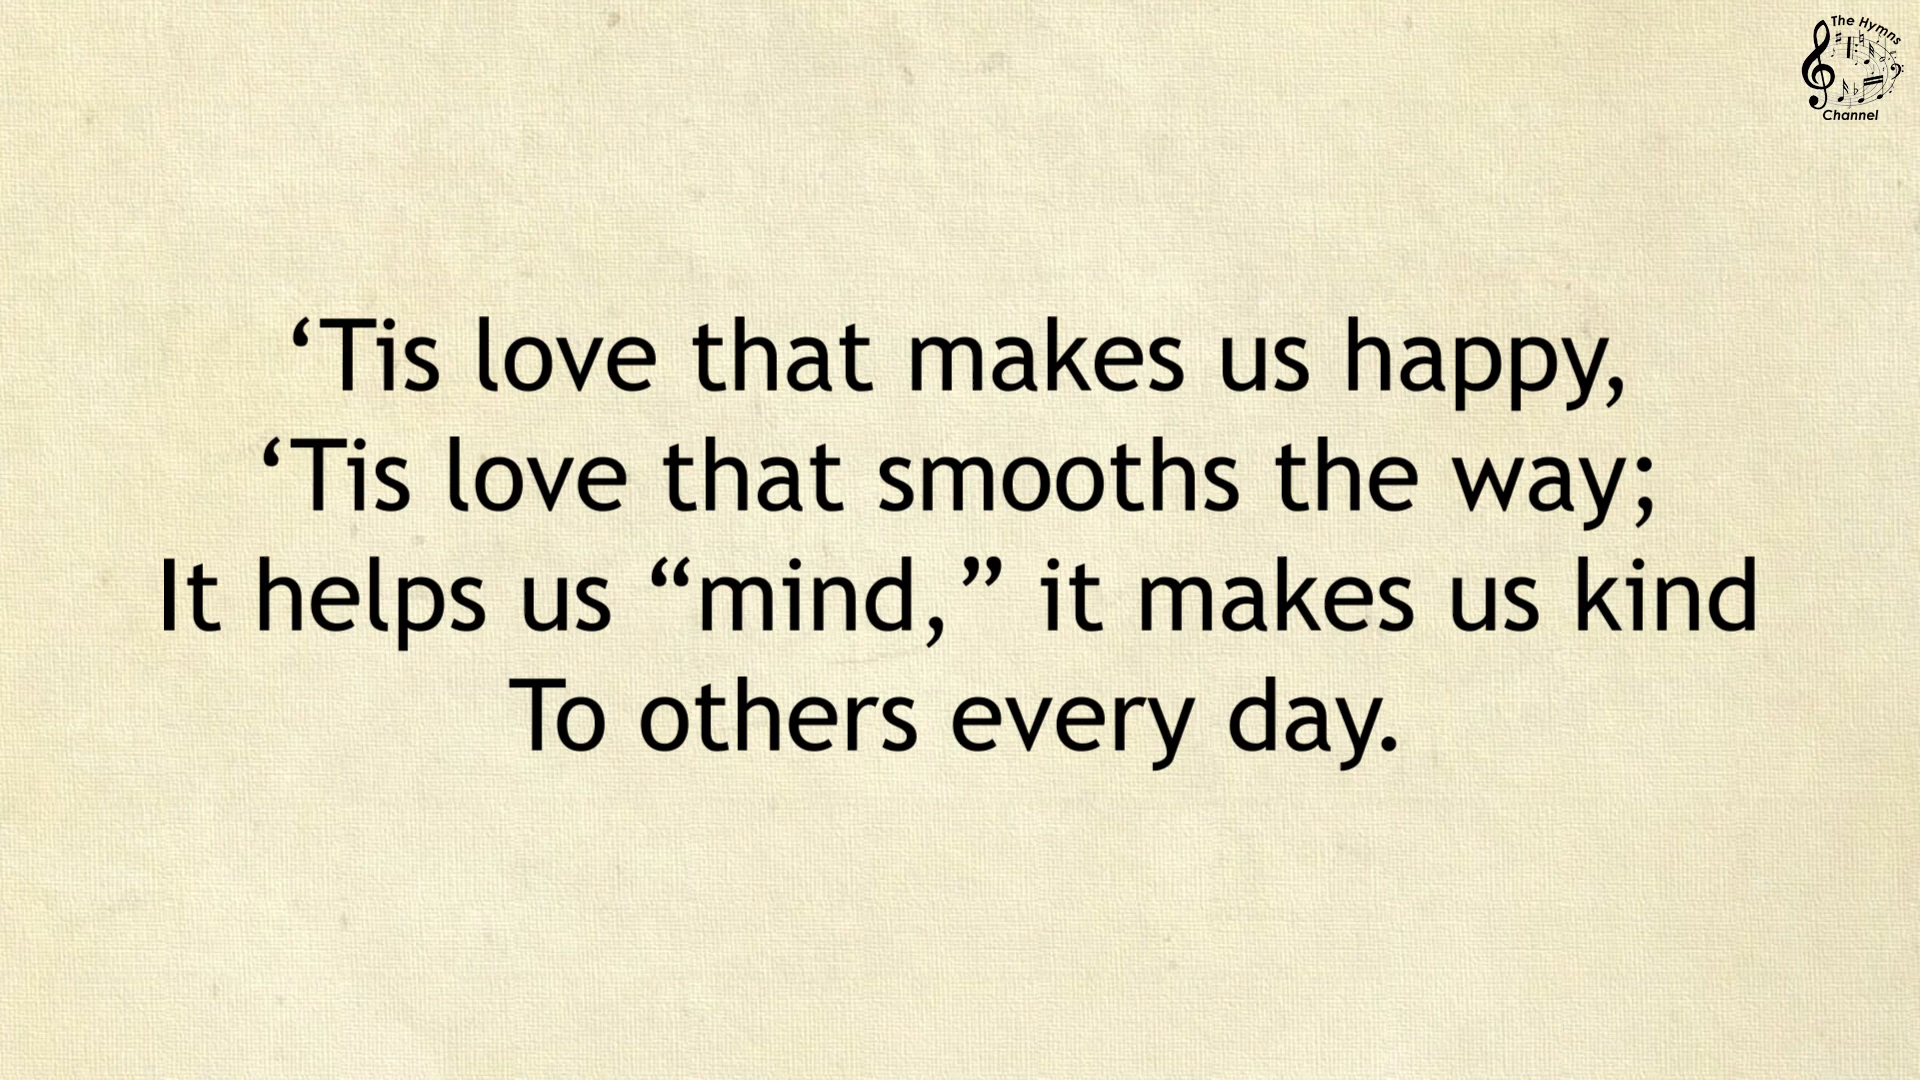 The Hymns
Channel
‘Tis love that makes us happy,
‘Tis love that smooths the way;
It helps us “mind,” it makes us kind
To others every day.